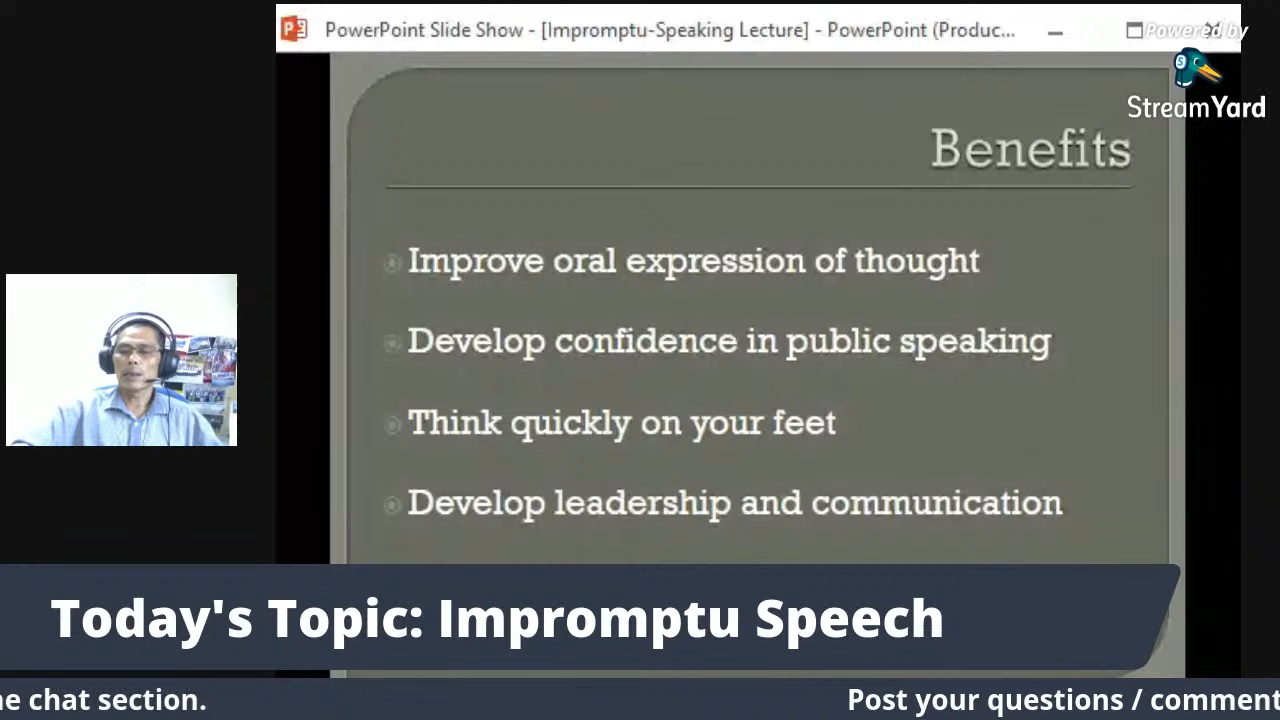 PowerPoint Slide Show - [Impromptu-Speaking Lecture] - PowerPoint (Produc...
Powered by
StreamYard
Benefits
Improve oral expression of thought
Develop confidence in public speaking
Think quickly on your feet
Develop leadership and communication
Today's Topic: Impromptu Speech
e chat section.
Post your questions / comment